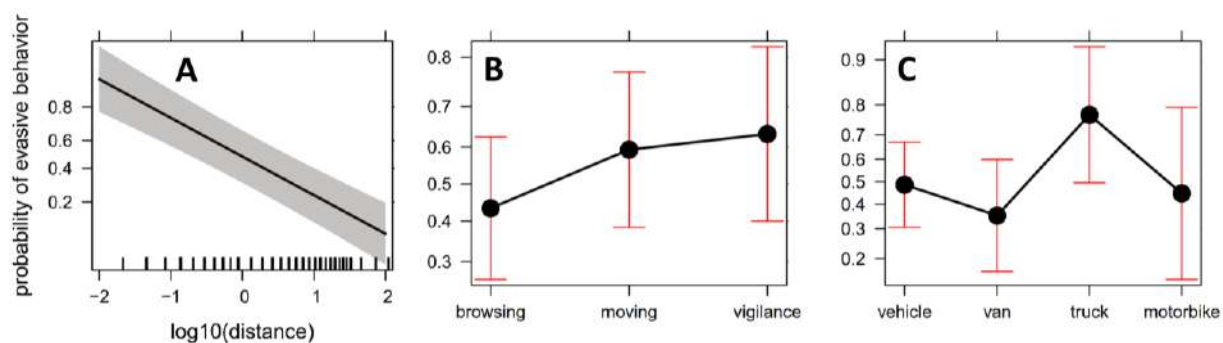 probability of evasive behavior
A
0.8
0.6
0.4
0.2
−2
−1
0
1
2
log10(distance)
B
0.8
0.7
0.6
0.5
0.4
0.3
browsing
moving
vigilance
C
0.9
0.8
0.7
0.6
0.5
0.4
0.3
0.2
vehicle
van
truck
motorbike